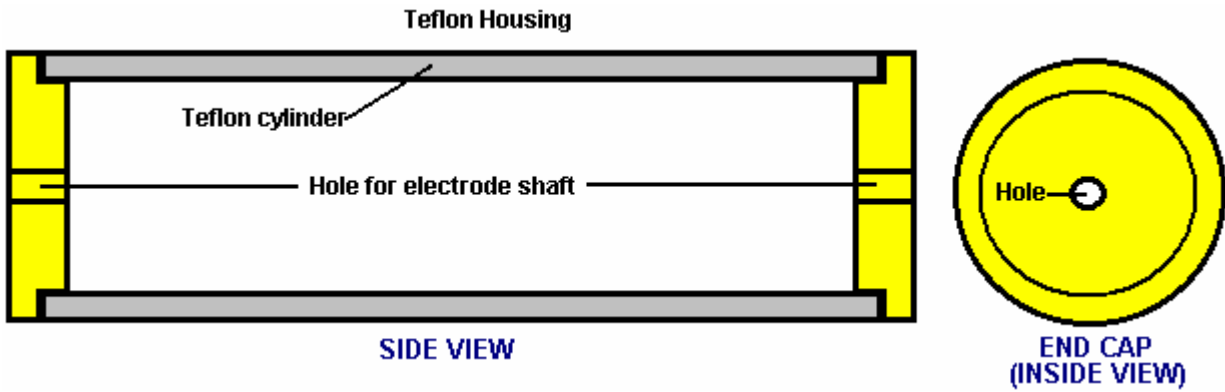 Teflon Housing
Teflon cylinder
Hole for electrode shaft
Hole
SIDE VIEW
END CAP
(INSIDE VIEW)